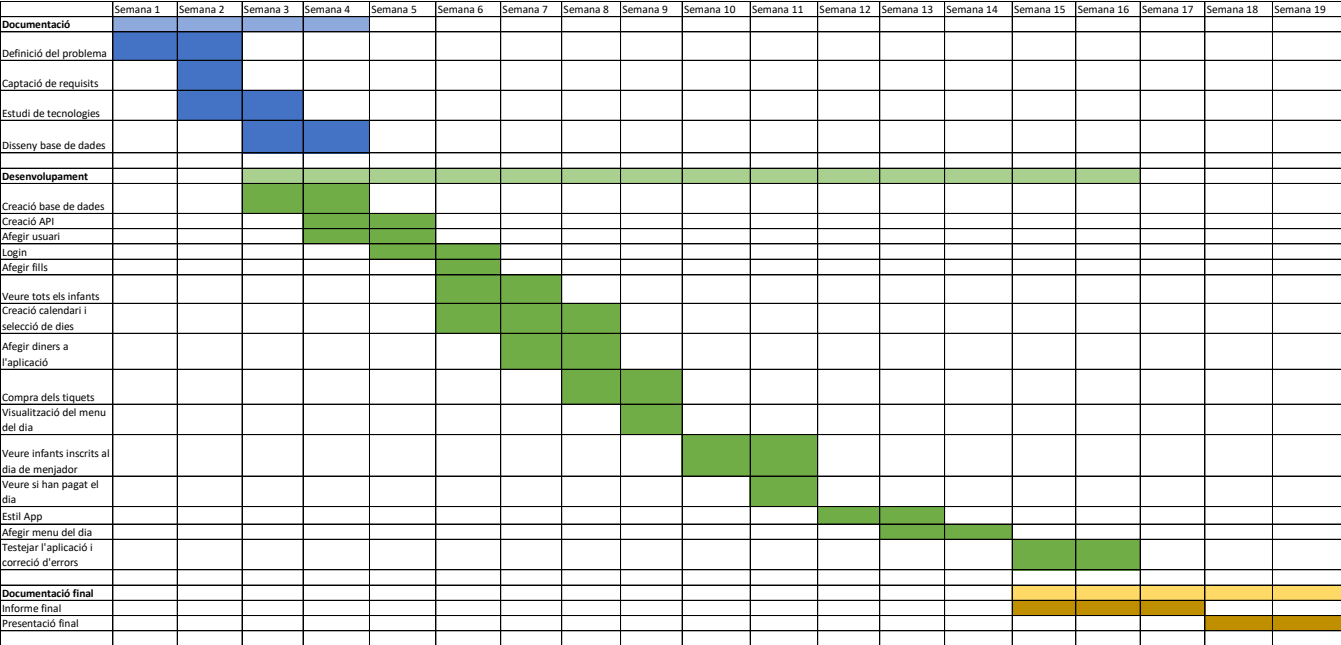 Semana 1 Semana 2 Semana 3 Semana 4 Semana 5 Semana 6 Semana 7 Semana 8 Semana 9 Semana 10 Semana 11 Semana 12 Semana 13 Semana 14 Semana 15 Semana 16 Semana 17 Semana 18 Semana 19
Documentació
Definició del problema
Captació de requisits
Estudi de tecnologies
Disseny base de dades
Desenvolupament
Creació base de dades
Creació API
Afegir usuari
Login
Afegir fills
Veure tots els infants
Creació calendari i
selecció de dies
Afegir diners a
l'aplicació
Compra dels tiquets
Visualització del menu
del dia
Veure infants inscrits al
dia de menjador
Veure si han pagat el
dia
Estil App
Afegir menu del dia
Testejar l'aplicació i
correció d'errors
Documentació final
Informe final
Presentació final